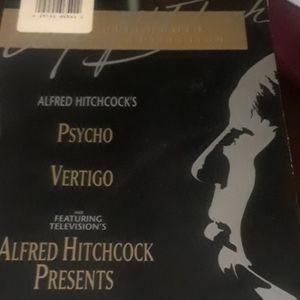 ALFRED HITCHCOCK'S
PSYCHO
VERTIGO
FEATURING
TELEVISION'S
ALFRED HITCHCOCK
PRESENTS